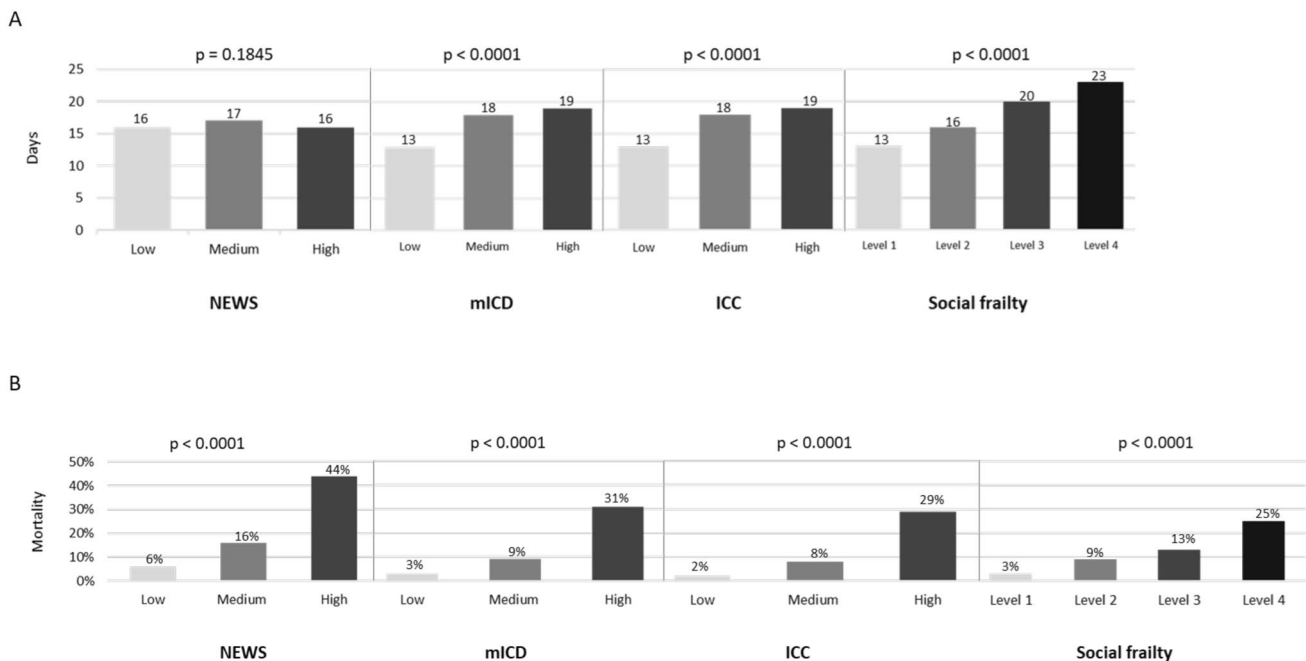 A
p = 0.1845 p < 0.0001 p < 0.0001 p < 0.0001
25
20
15
10
5
0
Days
16 17 16 13 18 19 13 18 19 13 16 20 23
Low Medium High Low Medium High Low Medium High Level 1 Level 2 Level 3 Level 4
NEWS mICD ICC Social frailty
B
p < 0.0001 p < 0.0001 p < 0.0001 p < 0.0001
50%
40%
30%
20%
10%
0%
Mortality
6% 16% 44% 3% 9% 31% 2% 8% 29% 3% 9% 13% 25%
Low Medium High Low Medium High Low Medium High Level 1 Level 2 Level 3 Level 4
NEWS mICD ICC Social frailty